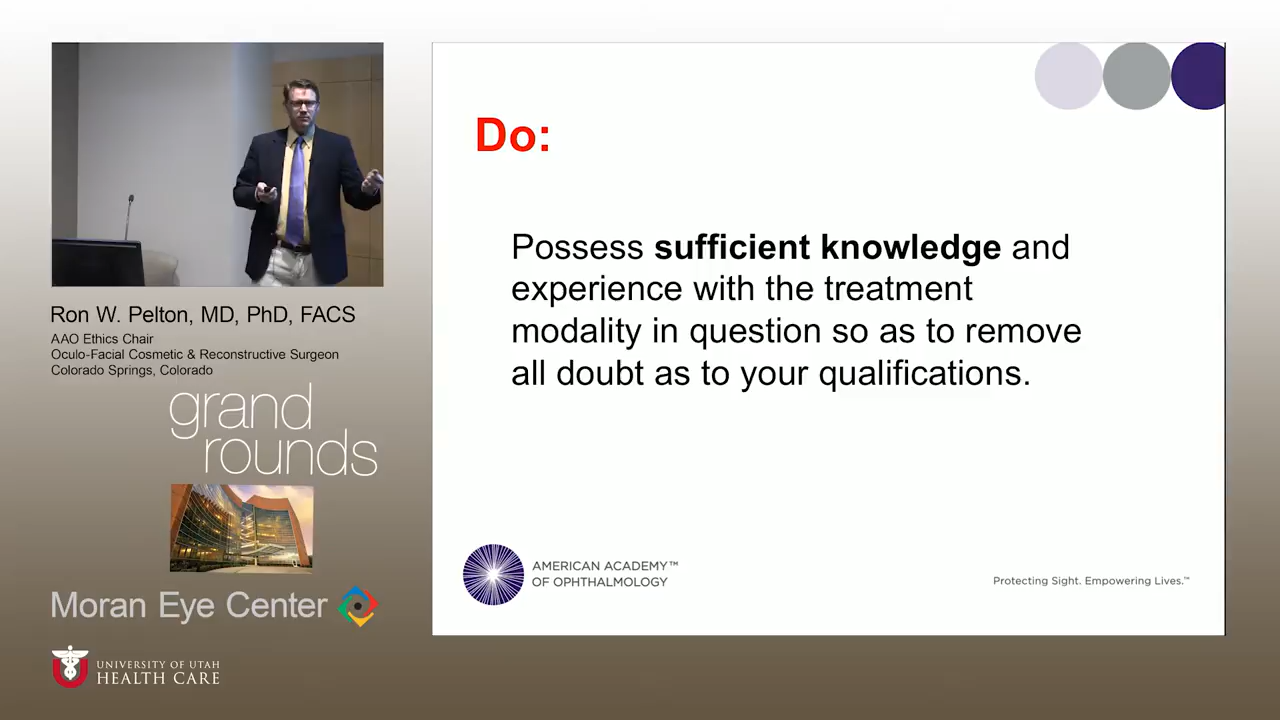 Do:
Possess sufficient knowledge and
experience with the treatment
modality in question so as to remove
all doubt as to your qualifications.
AMERICAN ACADEMY™
OF OPHTHALMOLOGY
Protecting Sight. Empowering Lives.™
Ron W. Pelton, MD, PhD, FACS
AAO Ethics Chair
Oculo-Facial Cosmetic & Reconstructive Surgeon
Colorado Springs, Colorado
grand
rounds
Moran Eye Center
UNIVERSITY OF UTAH
HEALTH CARE